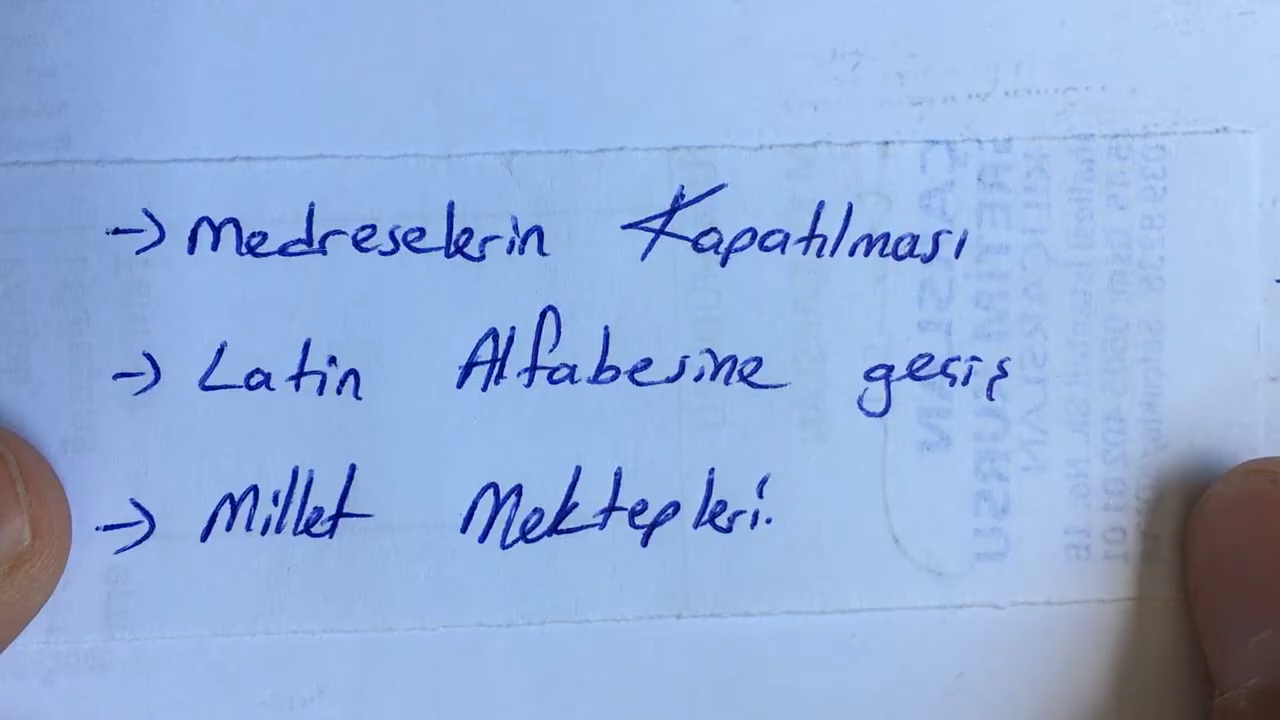 → Medreselerin Kapatılması
→ Latin Alfabesine geçiş
→ Millet Mektepleri.